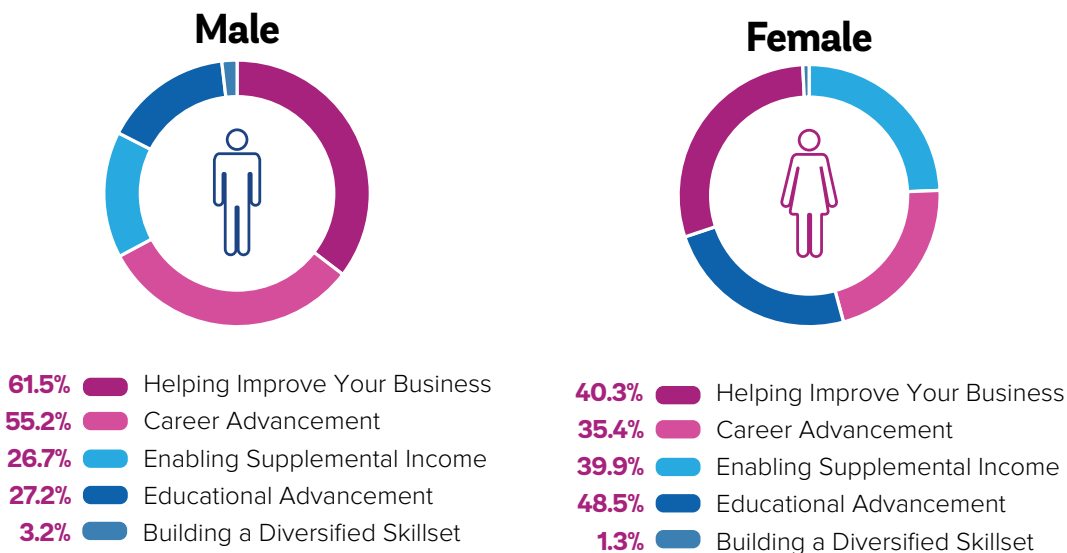 Male
61.5% Helping Improve Your Business
55.2% Career Advancement
26.7% Enabling Supplemental Income
27.2% Educational Advancement
3.2% Building a Diversified Skillset
Female
40.3% Helping Improve Your Business
35.4% Career Advancement
39.9% Enabling Supplemental Income
48.5% Educational Advancement
1.3% Building a Diversified Skillset